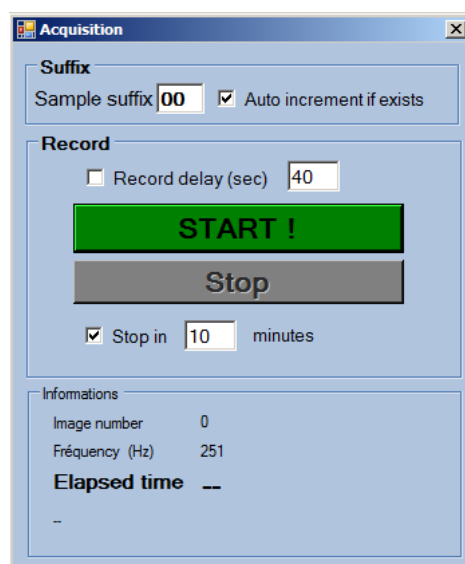 Acquisition
Suffix
Sample suffix 00 Auto increment if exists
Record
Record delay (sec) 40
START !
Stop
Stop in 10 minutes
Informations
Image number 0
Fréquency (Hz) 251
Elapsed time --
--